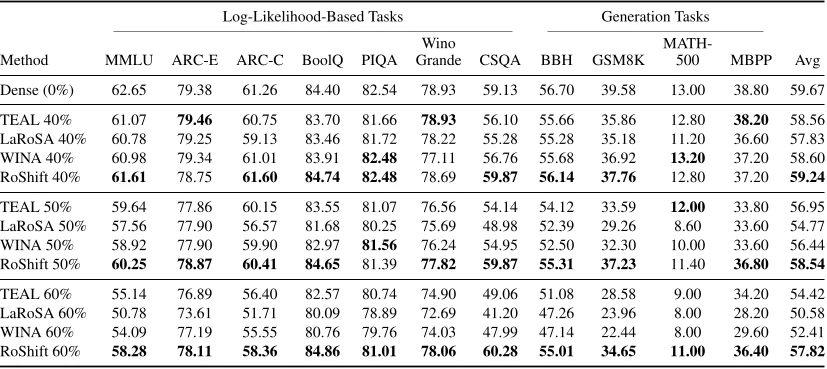 Log-Likelihood-Based Tasks Generation Tasks
Method MMLU ARC-E ARC-C BoolQ PIQA Wino Grande CSQA BBH GSM8K MATH-500 MBPP Avg
Dense (0%) 62.65 79.38 61.26 84.40 82.54 78.93 59.13 56.70 39.58 13.00 38.80 59.67
TEAL 40% 61.07 79.46 60.75 83.70 81.66 78.93 56.10 55.66 35.86 12.80 38.20 58.56
LaRoSA 40% 60.78 79.25 59.13 83.46 81.72 78.22 55.28 55.28 35.18 11.20 36.60 57.83
WINA 40% 60.98 79.34 61.01 83.91 82.48 77.11 56.76 55.68 36.92 13.20 37.20 58.60
RoShift 40% 61.61 78.75 61.60 84.74 82.48 78.69 59.87 56.14 37.76 12.80 37.20 59.24
TEAL 50% 59.64 77.86 60.15 83.55 81.07 76.56 54.14 54.12 33.59 12.00 33.80 56.95
LaRoSA 50% 57.56 77.90 56.57 81.68 80.25 75.69 48.98 52.39 29.26 8.60 33.60 54.77
WINA 50% 58.92 77.90 59.90 82.97 81.56 76.24 54.95 52.50 32.30 10.00 33.60 56.44
RoShift 50% 60.25 78.87 60.41 84.65 81.39 77.82 59.87 55.31 37.23 11.40 36.80 58.54
TEAL 60% 55.14 76.89 56.40 82.57 80.74 74.90 49.06 51.08 28.58 9.00 34.20 54.42
LaRoSA 60% 50.78 73.61 51.71 80.09 78.89 72.69 41.20 47.26 23.96 8.00 28.20 50.58
WINA 60% 54.09 77.19 55.55 80.76 79.76 74.03 47.99 47.14 22.44 8.00 29.60 52.41
RoShift 60% 58.28 78.11 58.36 84.86 81.01 78.06 60.28 55.01 34.65 11.00 36.40 57.82